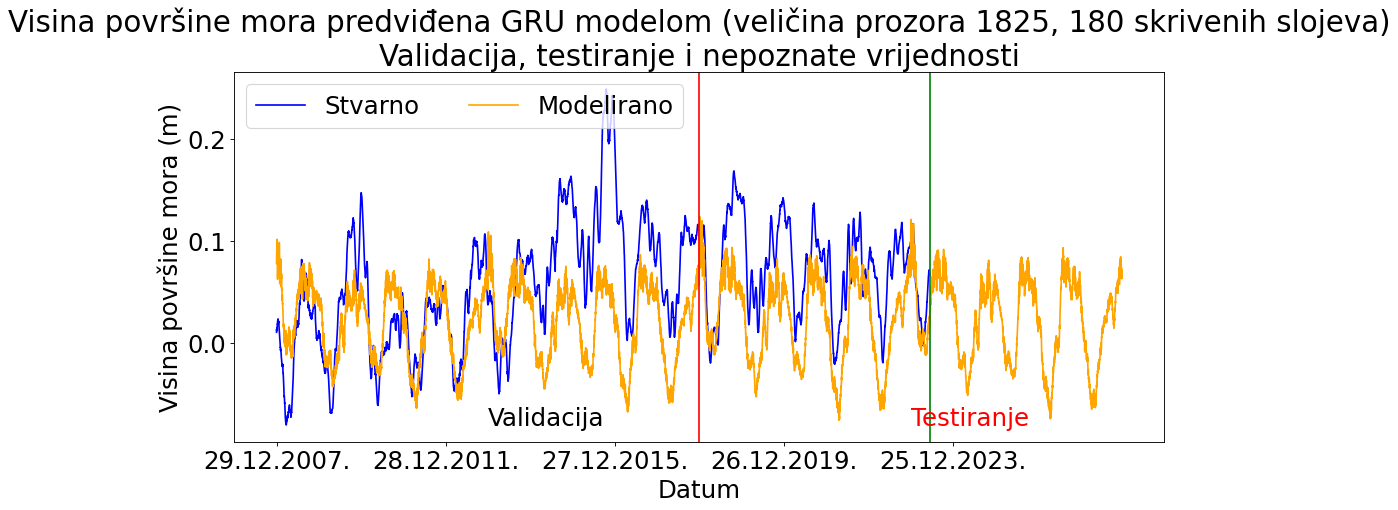 Visina površine mora predviđena GRU modelom (veličina prozora 1825, 180 skrivenih slojeva)
Validacija, testiranje i nepoznate vrijednosti
Stvarno
Modelirano
Visina površine mora (m)
0.2
0.1
0.0
Validacija
Testiranje
29.12.2007.
28.12.2011.
27.12.2015.
26.12.2019.
25.12.2023.
Datum